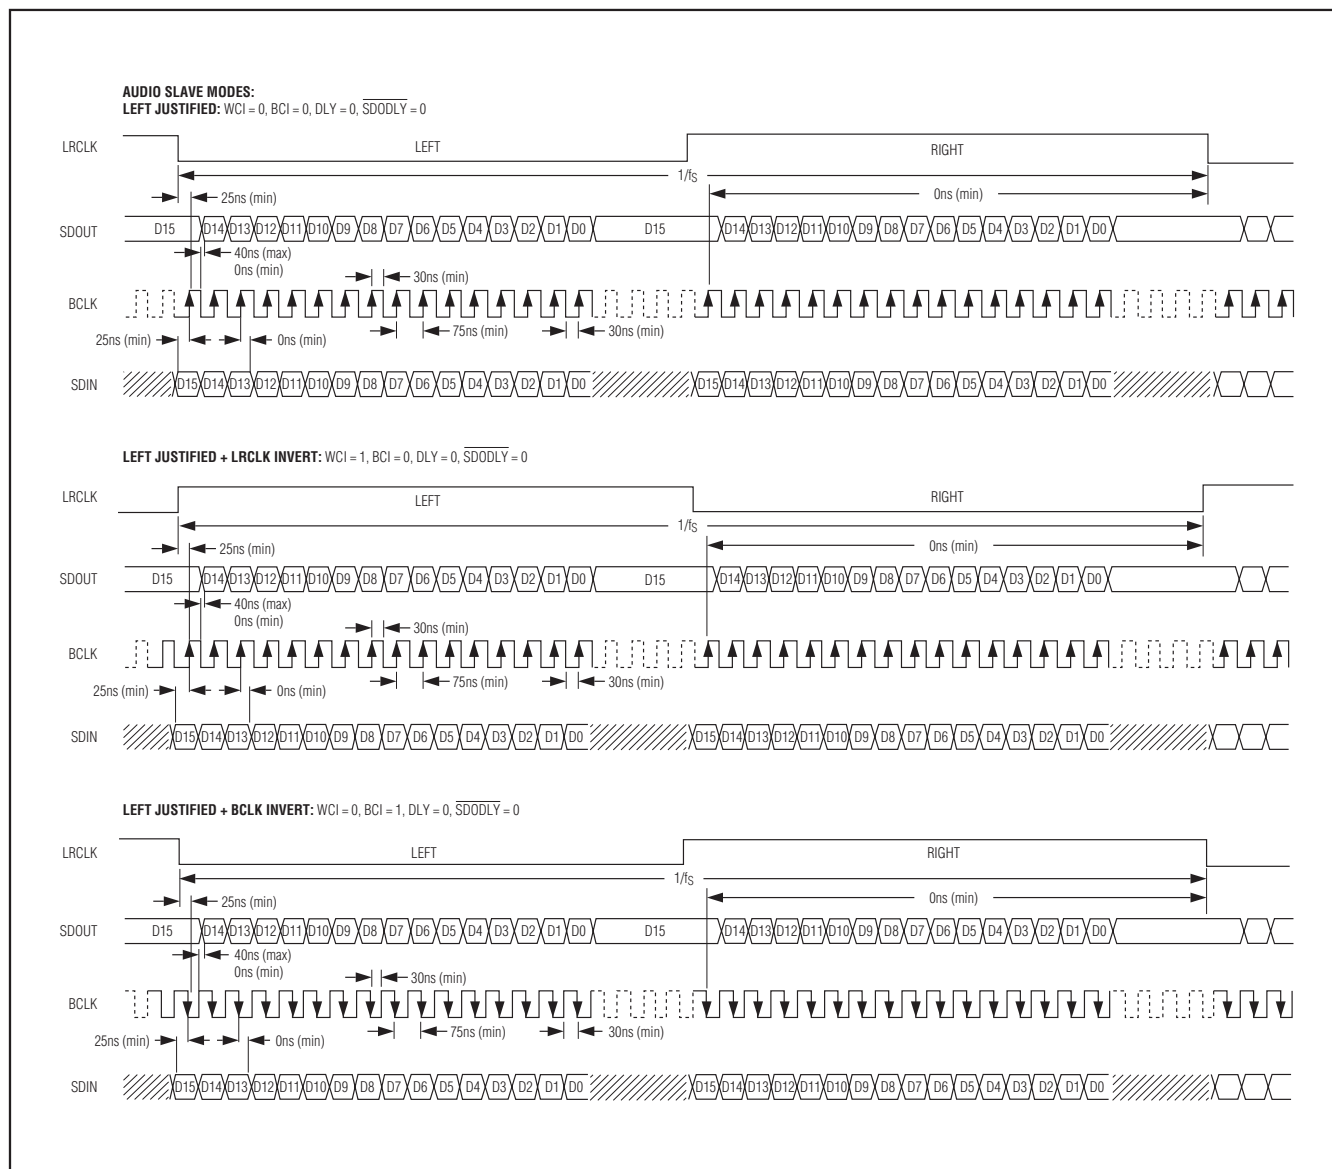 AUDIO SLAVE MODES:
LEFT JUSTIFIED: WCI = 0, BCI = 0, DLY = 0, SDODLY = 0
LRCLK LEFT RIGHT
1/fS
25ns (min) 0ns (min)
SDOUT D15 D14 D13 D12 D11 D10 D9 D8 D7 D6 D5 D4 D3 D2 D1 D0 D15 D14 D13 D12 D11 D10 D9 D8 D7 D6 D5 D4 D3 D2 D1 D0
40ns (max)
0ns (min) 30ns (min)
BCLK
25ns (min) 0ns (min) 75ns (min) 30ns (min)
SDIN D15 D14 D13 D12 D11 D10 D9 D8 D7 D6 D5 D4 D3 D2 D1 D0 D15 D14 D13 D12 D11 D10 D9 D8 D7 D6 D5 D4 D3 D2 D1 D0
LEFT JUSTIFIED + LRCLK INVERT: WCI = 1, BCI = 0, DLY = 0, SDODLY = 0
LRCLK LEFT RIGHT
1/fS
25ns (min) 0ns (min)
SDOUT D15 D14 D13 D12 D11 D10 D9 D8 D7 D6 D5 D4 D3 D2 D1 D0 D15 D14 D13 D12 D11 D10 D9 D8 D7 D6 D5 D4 D3 D2 D1 D0
40ns (max)
0ns (min) 30ns (min)
BCLK
25ns (min) 0ns (min) 75ns (min) 30ns (min)
SDIN D15 D14 D13 D12 D11 D10 D9 D8 D7 D6 D5 D4 D3 D2 D1 D0 D15 D14 D13 D12 D11 D10 D9 D8 D7 D6 D5 D4 D3 D2 D1 D0
LEFT JUSTIFIED + BCLK INVERT: WCI = 0, BCI = 1, DLY = 0, SDODLY = 0
LRCLK LEFT RIGHT
1/fS
25ns (min) 0ns (min)
SDOUT D15 D14 D13 D12 D11 D10 D9 D8 D7 D6 D5 D4 D3 D2 D1 D0 D15 D14 D13 D12 D11 D10 D9 D8 D7 D6 D5 D4 D3 D2 D1 D0
40ns (max)
0ns (min) 30ns (min)
BCLK
25ns (min) 0ns (min) 75ns (min) 30ns (min)
SDIN D15 D14 D13 D12 D11 D10 D9 D8 D7 D6 D5 D4 D3 D2 D1 D0 D15 D14 D13 D12 D11 D10 D9 D8 D7 D6 D5 D4 D3 D2 D1 D0